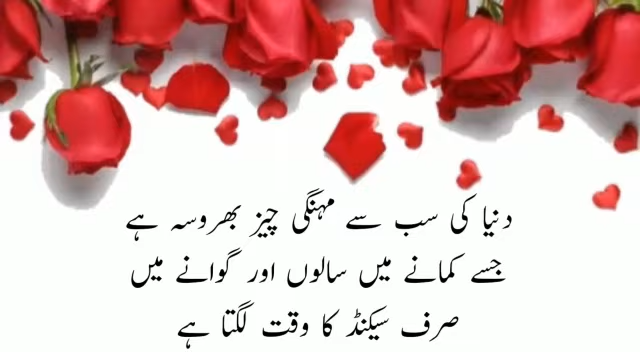 دنیا کی سب سے مہنگی چیز بھروسہ ہے
جسے کمانے میں سالوں اور گوانے میں
صرف سیکنڈ کا وقت لگتا ہے